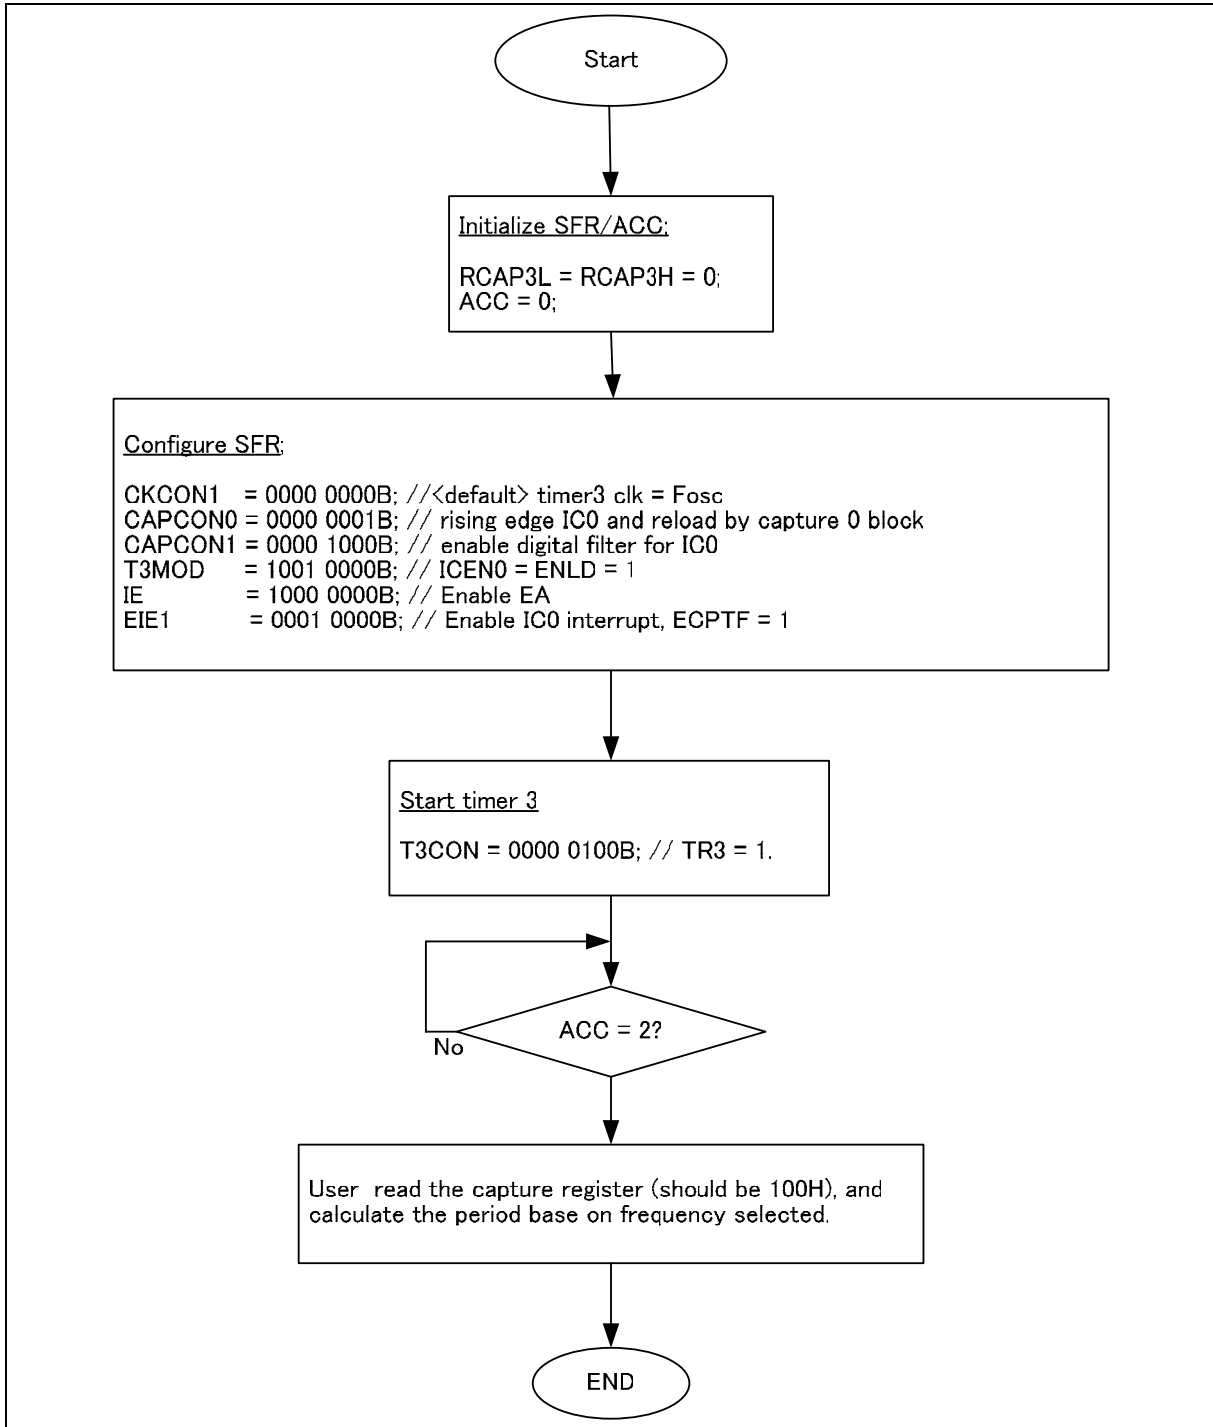 Start
Initialize SFR/ACC;
RCAP3L = RCAP3H = 0;
ACC = 0;
Configure SFR;
CKCON1 = 0000 0000B; //<default> timer3 clk = Fosc
CAPCON0 = 0000 0001B; // rising edge IC0 and reload by capture 0 block
CAPCON1 = 0000 1000B; // enable digital filter for IC0
T3MOD = 1001 0000B; // ICEN0 = ENLD = 1
IE = 1000 0000B; // Enable EA
EIE1 = 0001 0000B; // Enable IC0 interrupt, ECPTF = 1
Start timer 3
T3CON = 0000 0100B; // TR3 = 1.
ACC = 2?
No
User read the capture register (should be 100H), and
calculate the period base on frequency selected.
END